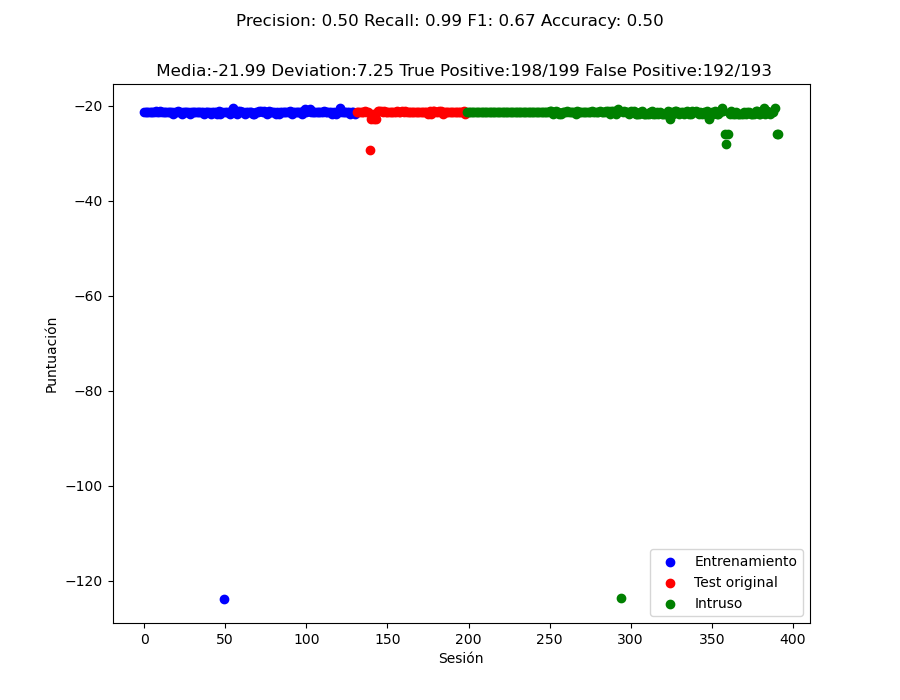 Precision: 0.50 Recall: 0.99 F1: 0.67 Accuracy: 0.50
Media:-21.99 Deviation:7.25 True Positive:198/199 False Positive:192/193
−20
−40
−60
−80
−100
−120
Puntuación
0 50 100 150 200 250 300 350 400
Sesión
Entrenamiento
Test original
Intruso